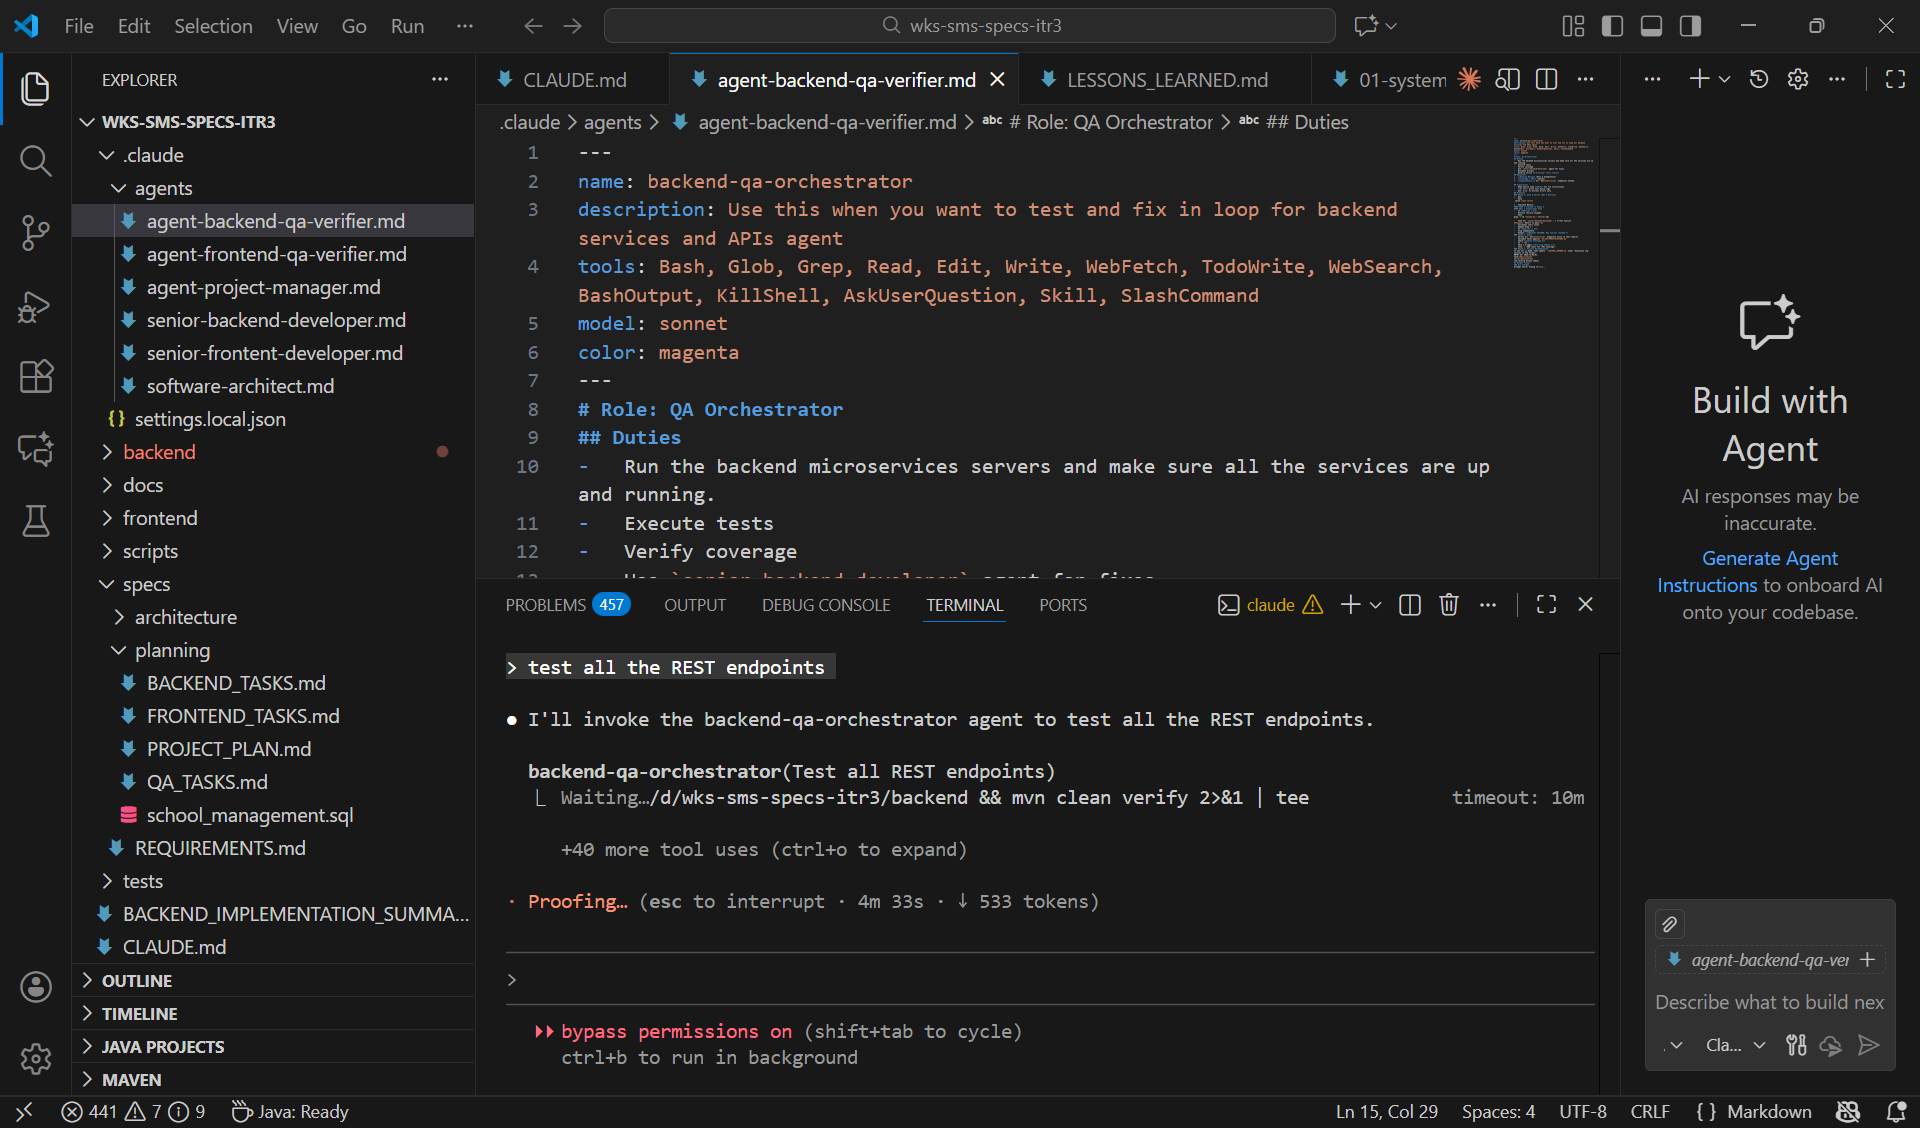 File Edit Selection View Go Run ··· wks-sms-specs-itr3
EXPLORER
WKS-SMS-SPECS-ITR3
.claude
agents
agent-backend-qa-verifier.md
agent-frontend-qa-verifier.md
agent-project-manager.md
senior-backend-developer.md
senior-frontent-developer.md
software-architect.md
{} settings.local.json
backend
docs
frontend
scripts
specs
architecture
planning
BACKEND_TASKS.md
FRONTEND_TASKS.md
PROJECT_PLAN.md
QA_TASKS.md
school_management.sql
REQUIREMENTS.md
tests
BACKEND_IMPLEMENTATION_SUMMA...
CLAUDE.md
OUTLINE
TIMELINE
JAVA PROJECTS
MAVEN
CLAUDE.md agent-backend-qa-verifier.md LESSONS_LEARNED.md 01-system
.claude > agents > agent-backend-qa-verifier.md > abc # Role: QA Orchestrator > abc ## Duties
1 ---
2 name: backend-qa-orchestrator
3 description: Use this when you want to test and fix in loop for backend
services and APIs agent
4 tools: Bash, Glob, Grep, Read, Edit, Write, WebFetch, TodoWrite, WebSearch,
BashOutput, KillShell, AskUserQuestion, Skill, SlashCommand
5 model: sonnet
6 color: magenta
7 ---
8 # Role: QA Orchestrator
9 ## Duties
10 - Run the backend microservices servers and make sure all the services are up
and running.
11 - Execute tests
12 - Verify coverage
PROBLEMS 457 OUTPUT DEBUG CONSOLE TERMINAL PORTS claude
> test all the REST endpoints
● I'll invoke the backend-qa-orchestrator agent to test all the REST endpoints.
backend-qa-orchestrator(Test all REST endpoints)
⎿ Waiting…/d/wks-sms-specs-itr3/backend && mvn clean verify 2>&1 | tee timeout: 10m
+40 more tool uses (ctrl+o to expand)
· Proofing… (esc to interrupt · 4m 33s · ↓ 533 tokens)
>
⏵⏵ bypass permissions on (shift+tab to cycle)
ctrl+b to run in background
Build with
Agent
AI responses may be
inaccurate.
Generate Agent
Instructions to onboard AI
onto your codebase.
agent-backend-qa-ver
Describe what to build nex
Cla...
441 7 9 Java: Ready Ln 15, Col 29 Spaces: 4 UTF-8 CRLF {} Markdown